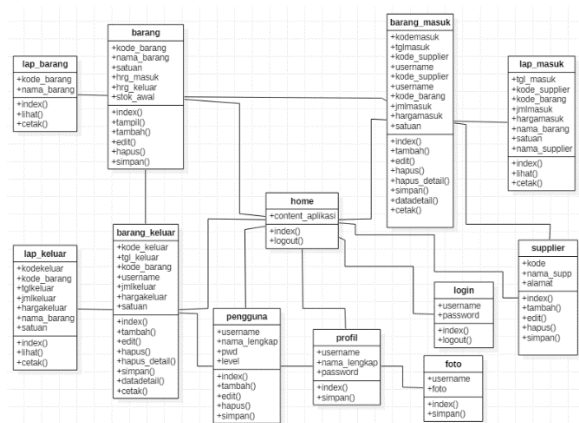 barang
+kode_barang
+nama_barang
+satuan
+hrg_masuk
+hrg_keluar
+stok_awal
+index()
+tampil()
+tambah()
+edit()
+hapus()
+simpan()
barang_masuk
+kodemasuk
+tglmasuk
+kode_supplier
+username
+kode_supplier
+username
+kode_barang
+jmlmasuk
+hargamasuk
+satuan
+index()
+tambah()
+edit()
+hapus()
+hapus_detail()
+simpan()
+datadetail()
+cetak()
lap_barang
+kode_barang
+nama_barang
+index()
+lihat()
+cetak()
lap_masuk
+tgl_masuk
+kode_supplier
+kode_barang
+jmlmasuk
+hargamasuk
+nama_barang
+satuan
+nama_supplier
+index()
+lihat()
+cetak()
home
+content_aplikasi
+index()
+logout()
barang_keluar
+kode_keluar
+tgl_keluar
+kode_barang
+username
+jmlkeluar
+hargakeluar
+satuan
+index()
+tambah()
+edit()
+hapus()
+hapus_detail()
+simpan()
+datadetail()
+cetak()
lap_keluar
+kodekeluar
+kode_barang
+tglkeluar
+jmlkeluar
+hargakeluar
+nama_barang
+satuan
+index()
+lihat()
+cetak()
supplier
+kode
+nama_supp
+alamat
+index()
+tambah()
+edit()
+hapus()
+simpan()
login
+username
+password
+index()
+logout()
pengguna
+username
+nama_lengkap
+pwd
+level
+index()
+tambah()
+edit()
+hapus()
+simpan()
profil
+username
+nama_lengkap
+password
+index()
+simpan()
foto
+username
+foto
+index()
+simpan()